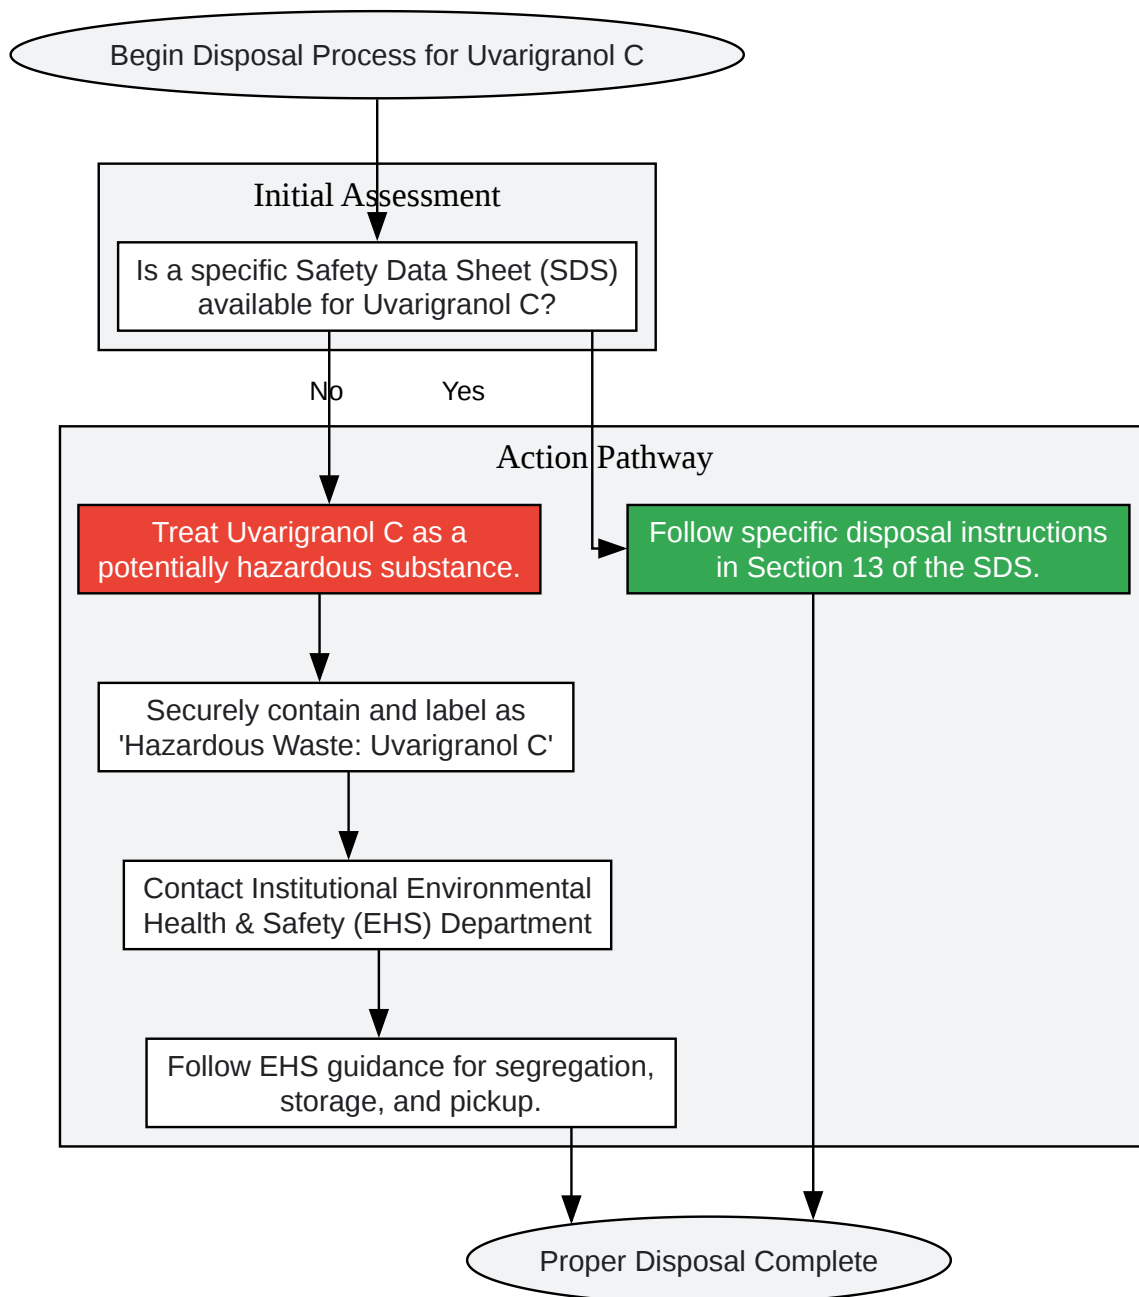 Begin Disposal Process for Uvarigranol C
Initial Assessment
Is a specific Safety Data Sheet (SDS)
available for Uvarigranol C?
No
Yes
Action Pathway
Treat Uvarigranol C as a
potentially hazardous substance.
Follow specific disposal instructions
in Section 13 of the SDS.
Securely contain and label as
'Hazardous Waste: Uvarigranol C'
Contact Institutional Environmental
Health & Safety (EHS) Department
Follow EHS guidance for segregation,
storage, and pickup.
Proper Disposal Complete